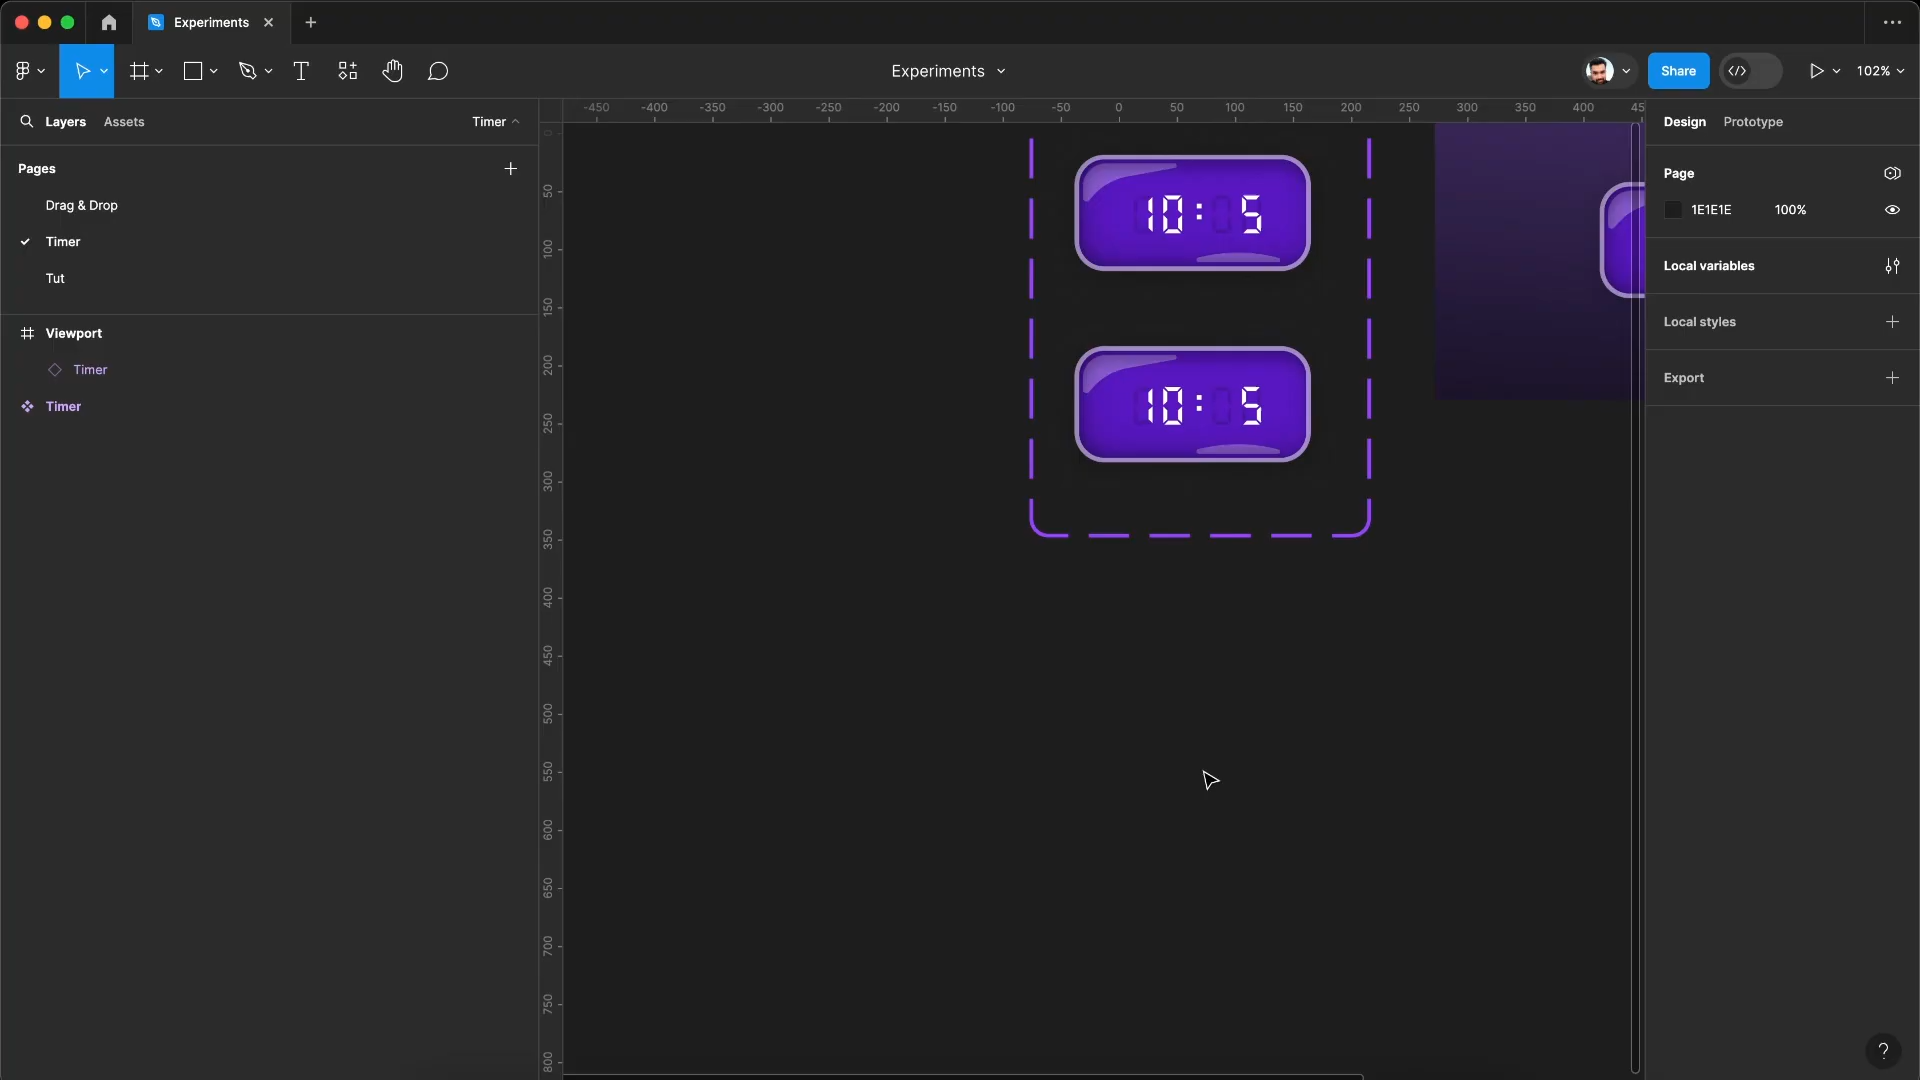 Experiments
Experiments
Share
102%
Layers
Assets
Timer
-450 -400 -350 -300 -250 -200 -150 -100 -50 0 50 100 150 200 250 300 350 400 45
Design
Prototype
Pages
Page
Drag & Drop
1E1E1E
100%
Timer
Tut
Local variables
Viewport
Local styles
Timer
Export
Timer
10: 5
10: 5
0
50
100
150
200
250
300
350
400
450
500
550
600
650
700
750
800
?